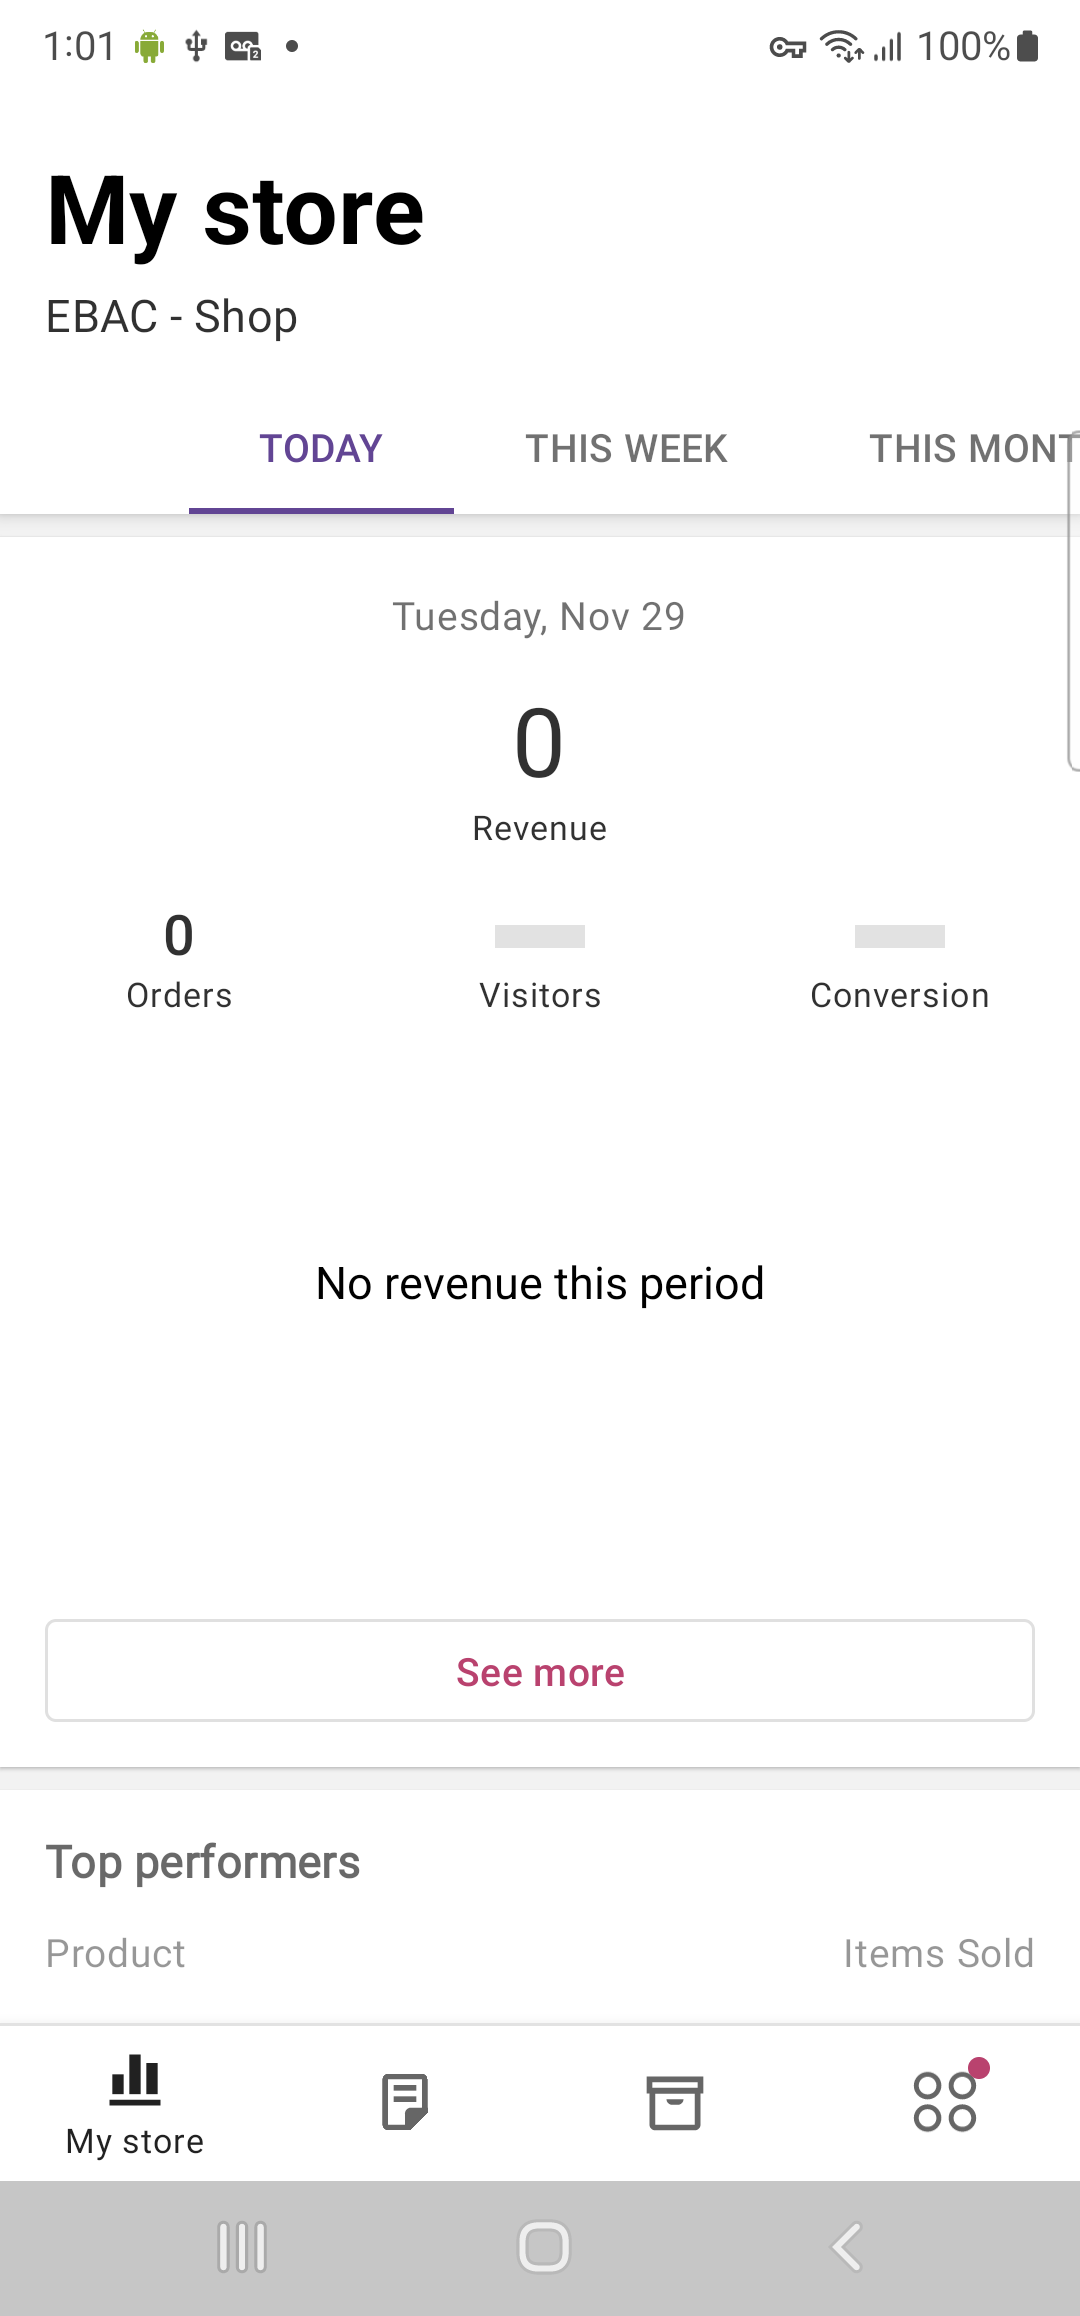 1:01
100%
My store
EBAC - Shop
TODAY THIS WEEK THIS MONT
Tuesday, Nov 29
0
Revenue
0
Orders Visitors Conversion
No revenue this period
See more
Top performers
Product Items Sold
My store